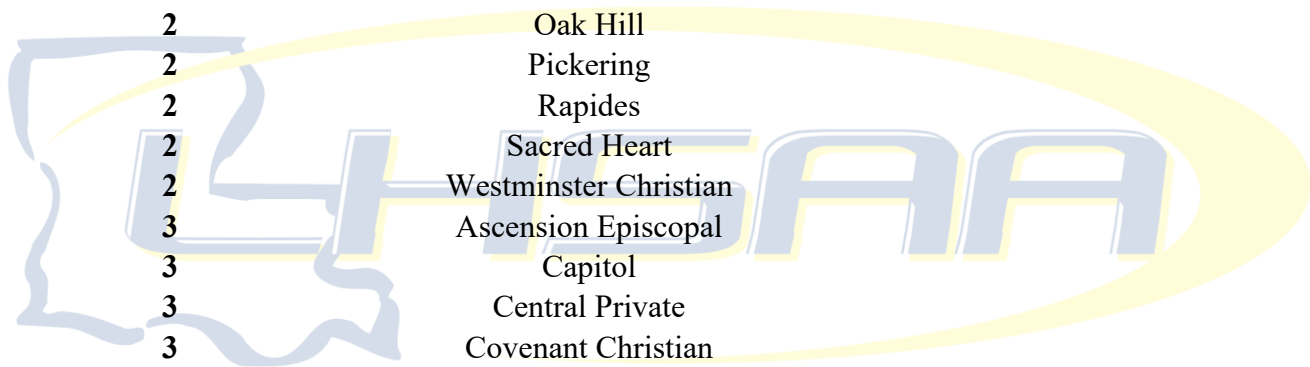 2 Oak Hill
2 Pickering
2 Rapides
2 Sacred Heart
2 Westminster Christian
3 Ascension Episcopal
3 Capitol
3 Central Private
3 Covenant Christian
LHSAA